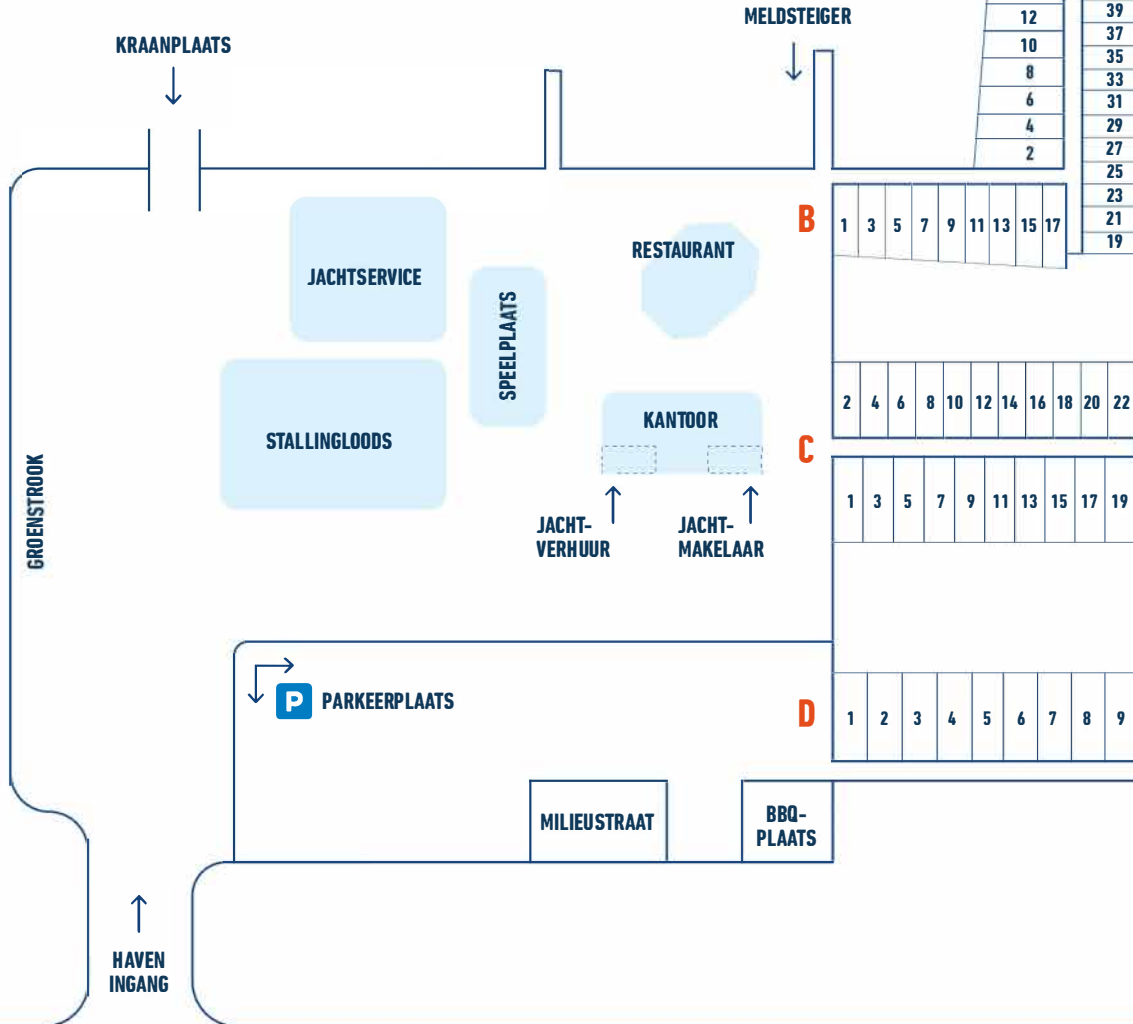 MELDSTEIGER
KRAANPLAATS
12
10
8
6
4
2
39
37
35
33
31
29
27
25
23
21
19
B
1 3 5 7 9 11 13 15 17
RESTAURANT
JACHTSERVICE
SPEELPLAATS
2 4 6 8 10 12 14 16 18 20 22
KANTOOR
STALLINGLOODS
C
GROENSTROOK
1 3 5 7 9 11 13 15 17 19
JACHT-
VERHUUR
JACHT-
MAKELAAR
P PARKEERPLAATS
D
1 2 3 4 5 6 7 8 9
MILIEUSTRAAT
BBQ-
PLAATS
HAVEN
INGANG